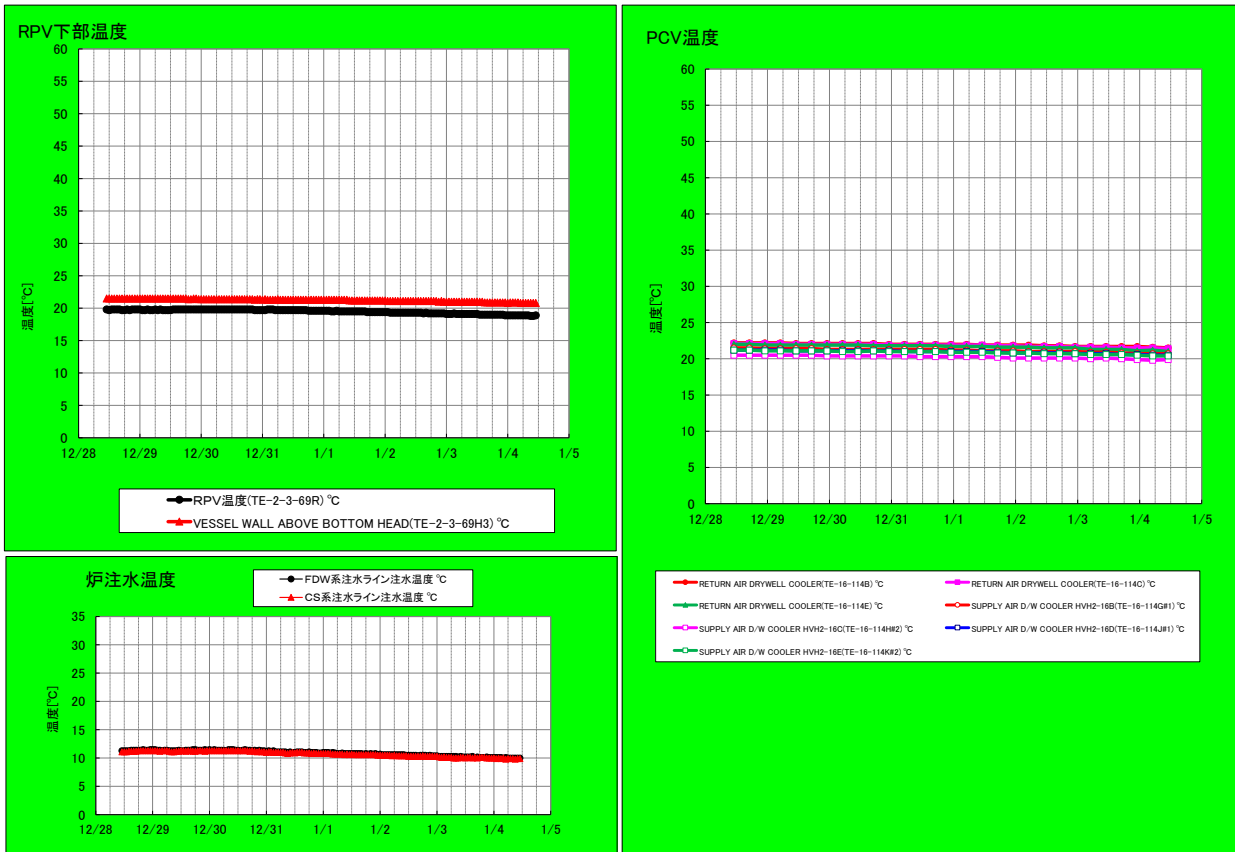 RPV下部温度
60
55
50
45
40
35
30
25
20
15
10
5
0
温度[℃]
12/28 12/29 12/30 12/31 1/1 1/2 1/3 1/4 1/5
RPV温度(TE-2-3-69R) ℃
VESSEL WALL ABOVE BOTTOM HEAD(TE-2-3-69H3) ℃
炉注水温度
FDW系注水ライン注水温度 ℃
CS系注水ライン注水温度 ℃
35
30
25
20
15
10
5
0
温度[℃]
12/28 12/29 12/30 12/31 1/1 1/2 1/3 1/4 1/5
PCV温度
60
55
50
45
40
35
30
25
20
15
10
5
0
温度[℃]
12/28 12/29 12/30 12/31 1/1 1/2 1/3 1/4 1/5
RETURN AIR DRYWELL COOLER(TE-16-114B) ℃
RETURN AIR DRYWELL COOLER(TE-16-114C) ℃
RETURN AIR DRYWELL COOLER(TE-16-114E) ℃
SUPPLY AIR D/W COOLER HVH2-16B(TE-16-114G#1) ℃
SUPPLY AIR D/W COOLER HVH2-16C(TE-16-114H#2) ℃
SUPPLY AIR D/W COOLER HVH2-16D(TE-16-114J#1) ℃
SUPPLY AIR D/W COOLER HVH2-16E(TE-16-114K#2) ℃